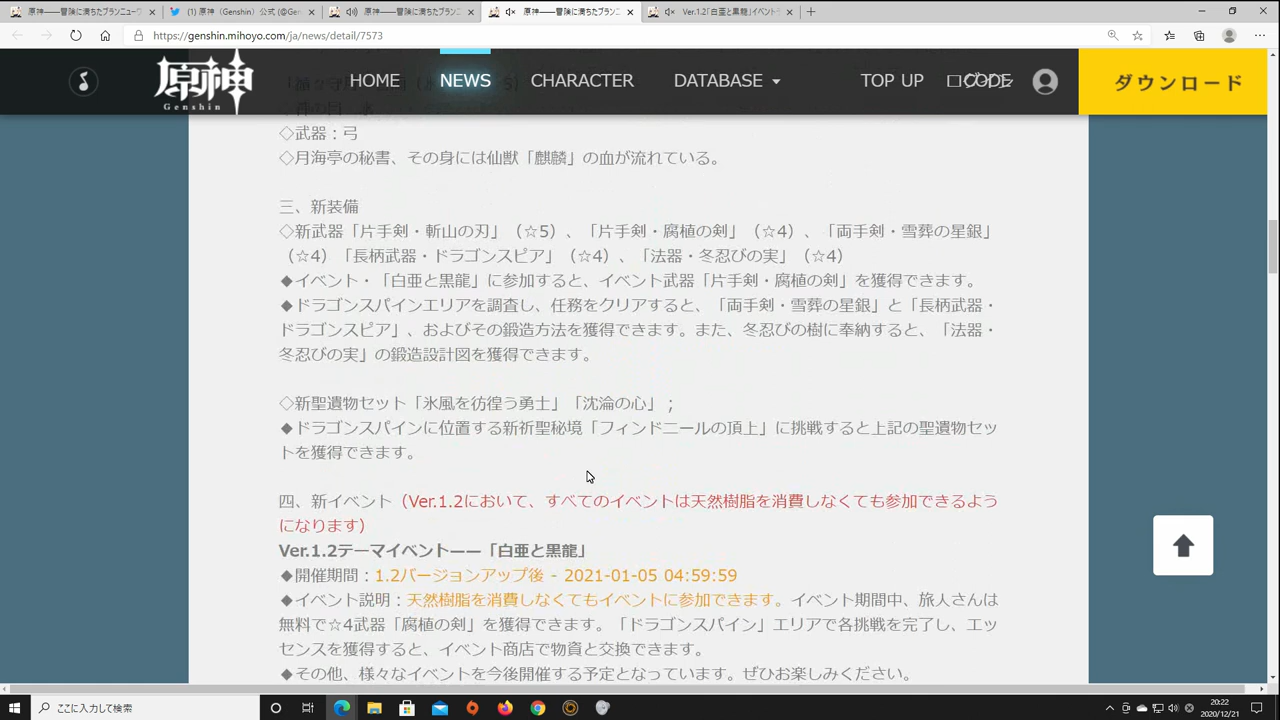 原神――冒険に満ちたブランニューワ
(1) 原神（Genshin）公式 (@Gen
原神――冒険に満ちたブランニ
原神――冒険に満ちたブランニ
Ver.1.2「白亜と黒龍」イベント
https://genshin.mihoyo.com/ja/news/detail/7573
原神
Genshin
HOME
NEWS
CHARACTER
DATABASE
TOP UP
ダウンロード
◇武器：弓
◇月海亭の秘書、その身には仙獣「麒麟」の血が流れている。
三、新装備
◇新武器「片手剣・斬山の刃」（☆5）、「片手剣・腐植の剣」（☆4）、「両手剣・雪葬の星銀」
（☆4）「長柄武器・ドラゴンスピア」（☆4）、「法器・冬忍びの実」（☆4）
◆イベント・「白亜と黒龍」に参加すると、イベント武器「片手剣・腐植の剣」を獲得できます。
◆ドラゴンスパインエリアを調査し、任務をクリアすると、「両手剣・雪葬の星銀」と「長柄武器・
ドラゴンスピア」、およびその鍛造方法を獲得できます。また、冬忍びの樹に奉納すると、「法器・
冬忍びの実」の鍛造設計図を獲得できます。
◇新聖遺物セット「氷風を彷徨う勇士」「沈淪の心」；
◆ドラゴンスパインに位置する新祈聖秘境「フィンドニールの頂上」に挑戦すると上記の聖遺物セッ
トを獲得できます。
四、新イベント（Ver.1.2において、すべてのイベントは天然樹脂を消費しなくても参加できるよう
になります）
Ver.1.2テーマイベントーー「白亜と黒龍」
◆開催期間：1.2バージョンアップ後 - 2021-01-05 04:59:59
◆イベント説明：天然樹脂を消費しなくてもイベントに参加できます。イベント期間中、旅人さんは
無料で☆4武器「腐植の剣」を獲得できます。「ドラゴンスパイン」エリアで各挑戦を完了し、エッ
センスを獲得すると、イベント商店で物資と交換できます。
◆その他、様々なイベントを今後開催する予定となっています。ぜひお楽しみください。
ここに入力して検索
20:22
2020/12/21